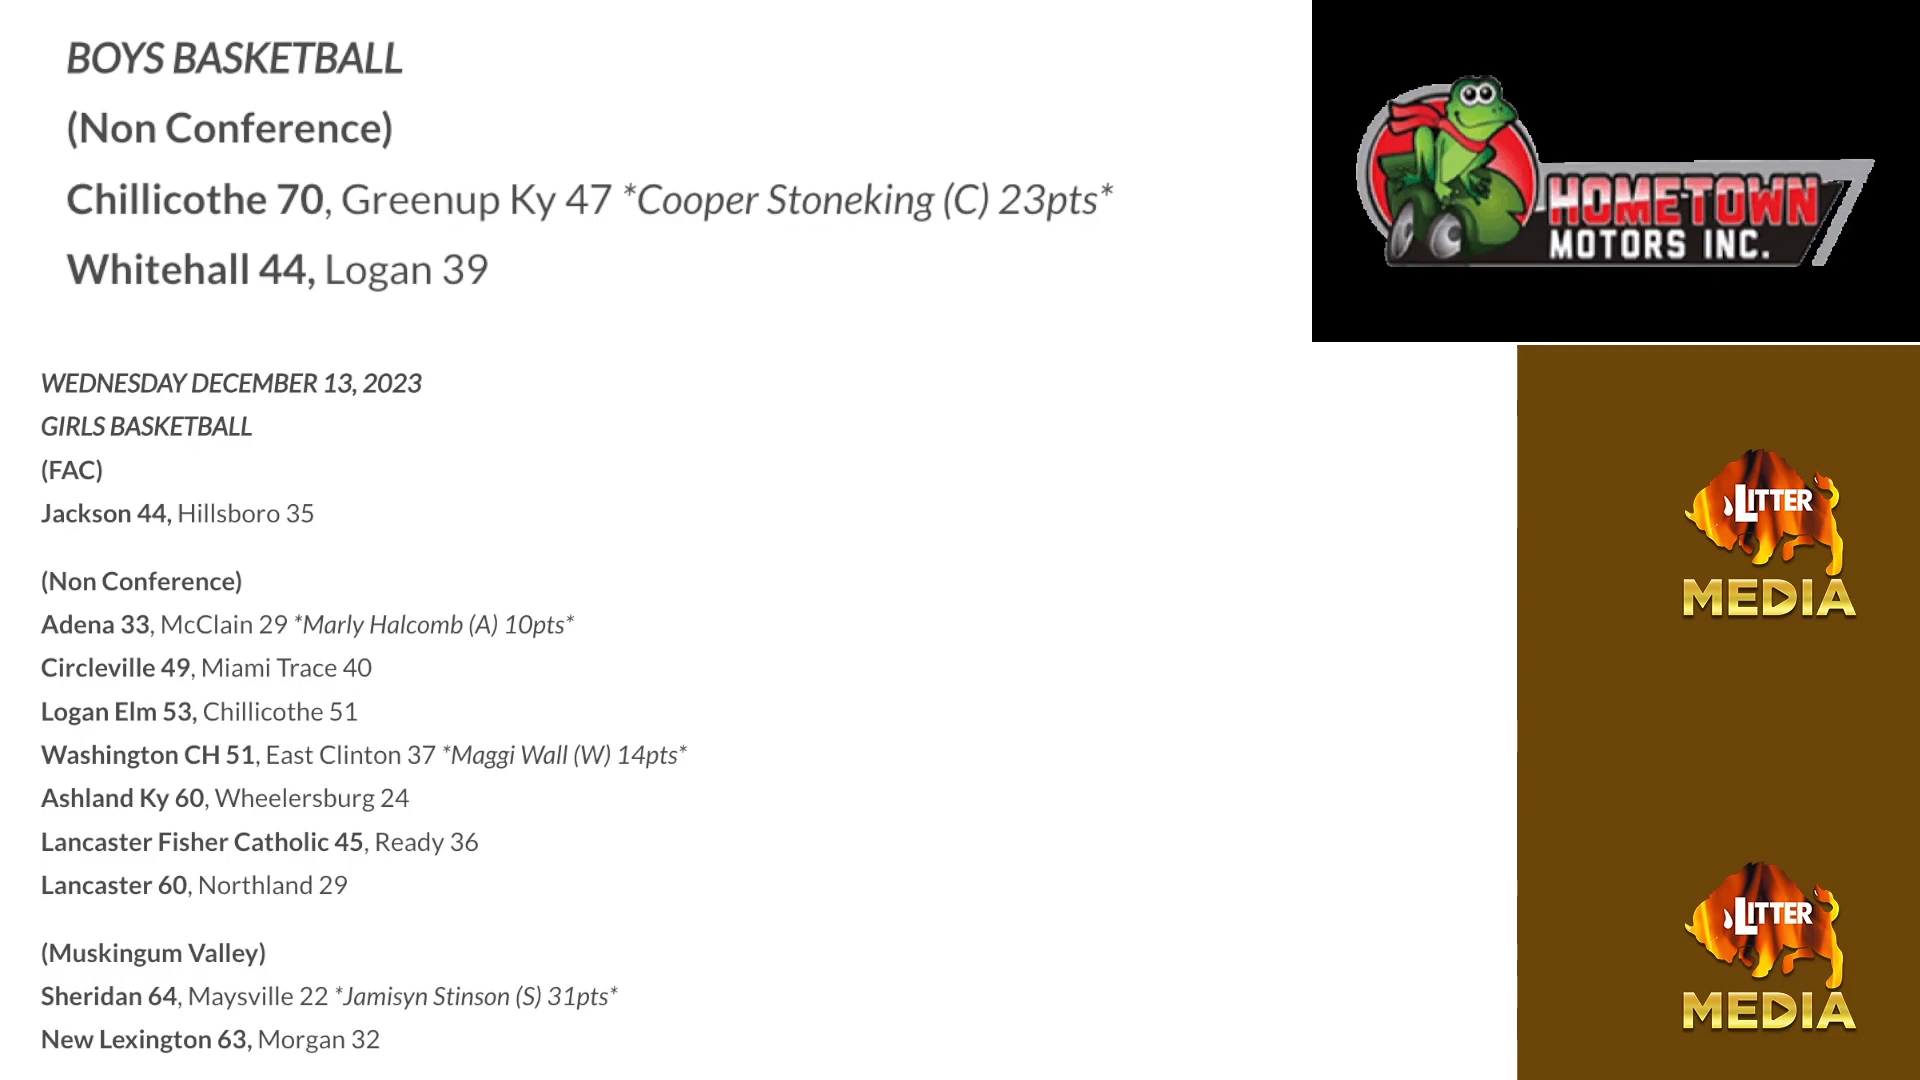 BOYS BASKETBALL
(Non Conference)
Chillicothe 70, Greenup Ky 47 *Cooper Stoneking (C) 23pts*
Whitehall 44, Logan 39
HOMETOWN
MOTORS INC.
WEDNESDAY DECEMBER 13, 2023
GIRLS BASKETBALL
(FAC)
Jackson 44, Hillsboro 35
(Non Conference)
Adena 33, McClain 29 *Marly Halcomb (A) 10pts*
Circleville 49, Miami Trace 40
Logan Elm 53, Chillicothe 51
Washington CH 51, East Clinton 37 *Maggi Wall (W) 14pts*
Ashland Ky 60, Wheelersburg 24
Lancaster Fisher Catholic 45, Ready 36
Lancaster 60, Northland 29
(Muskingum Valley)
Sheridan 64, Maysville 22 *Jamisyn Stinson (S) 31pts*
New Lexington 63, Morgan 32
LITTER
MEDIA
LITTER
MEDIA